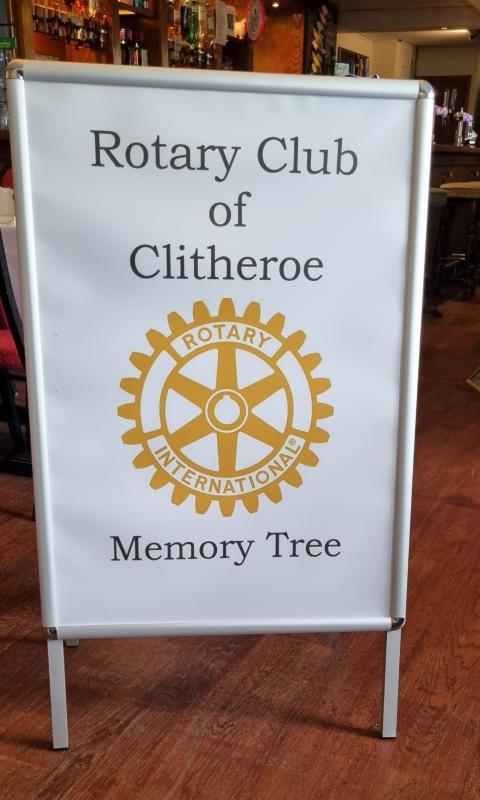 Rotary Club
of
Clitheroe
ROTARY
INTERNATIONAL®
Memory Tree